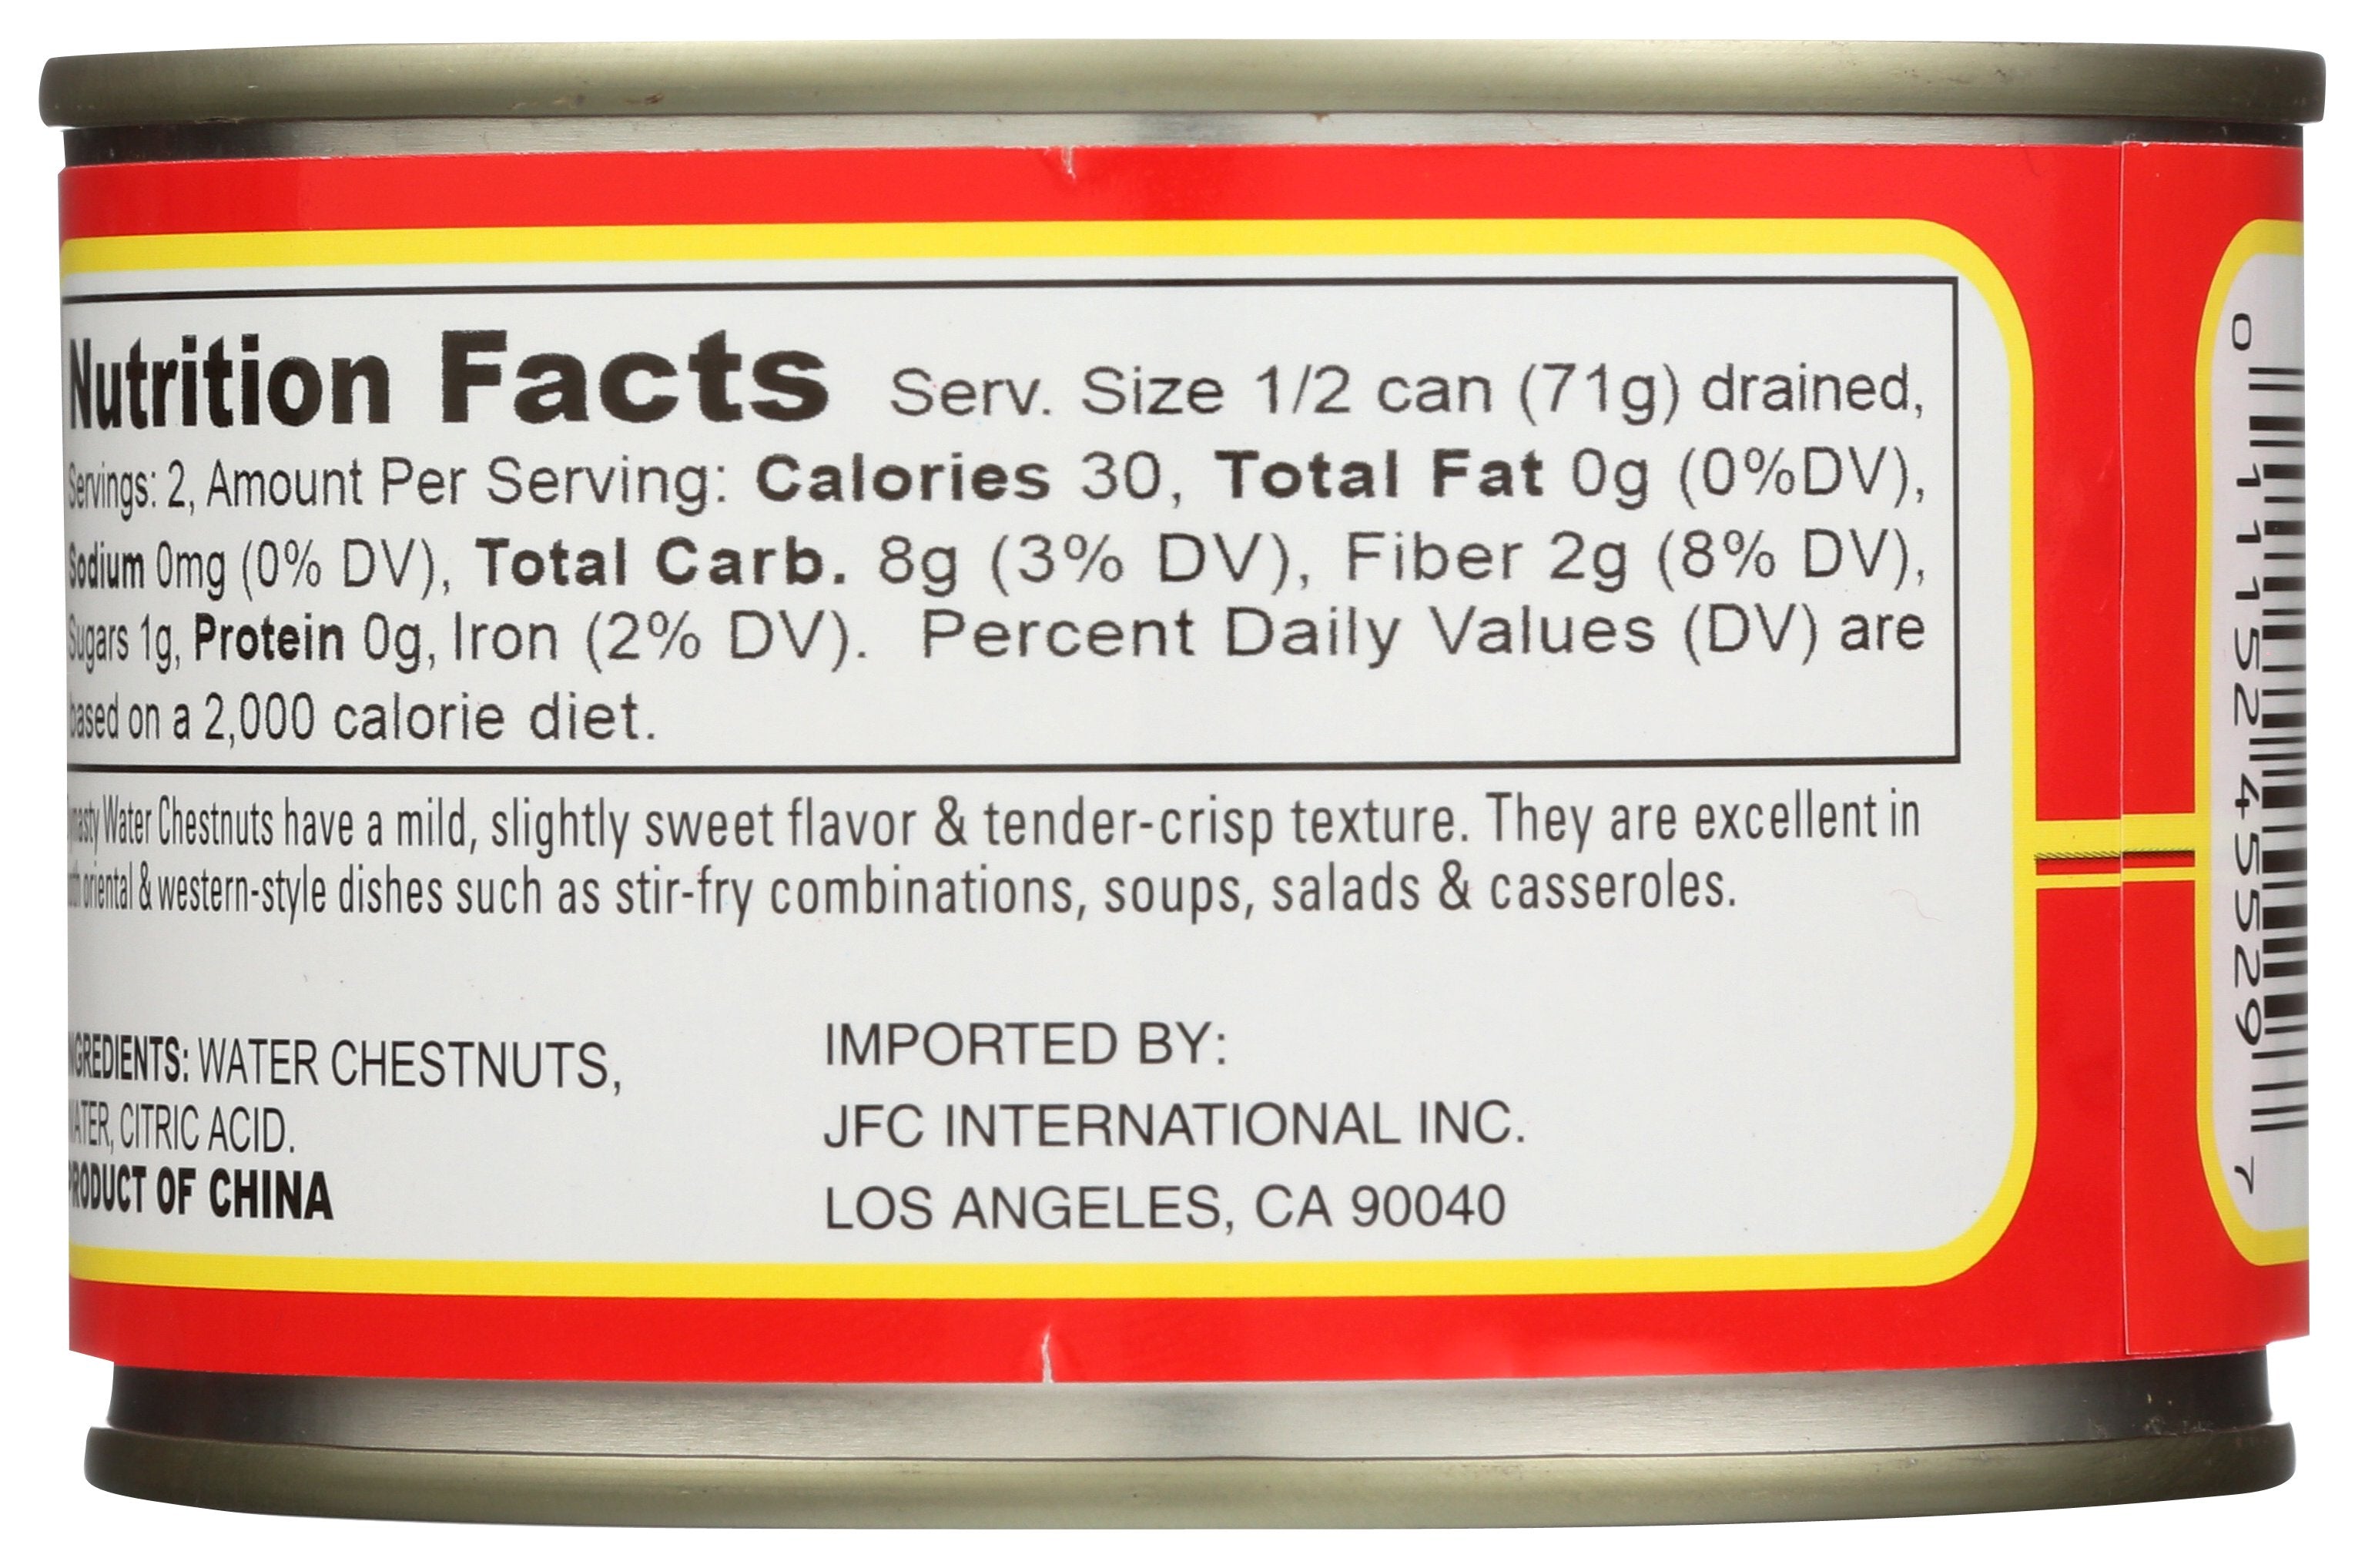 Nutrition Facts Serv. Size 1/2 can (71g) drained,
Servings: 2, Amount Per Serving: Calories 30, Total Fat 0g (0%DV),
Sodium 0mg (0% DV), Total Carb. 8g (3% DV), Fiber 2g (8% DV),
Sugars 1g, Protein 0g, Iron (2% DV). Percent Daily Values (DV) are
based on a 2,000 calorie diet.
Dynasty Water Chestnuts have a mild, slightly sweet flavor & tender-crisp texture. They are excellent in
both oriental & western-style dishes such as stir-fry combinations, soups, salads & casseroles.
INGREDIENTS: WATER CHESTNUTS,
WATER, CITRIC ACID.
PRODUCT OF CHINA
IMPORTED BY:
JFC INTERNATIONAL INC.
LOS ANGELES, CA 90040
0 11152 45529 7